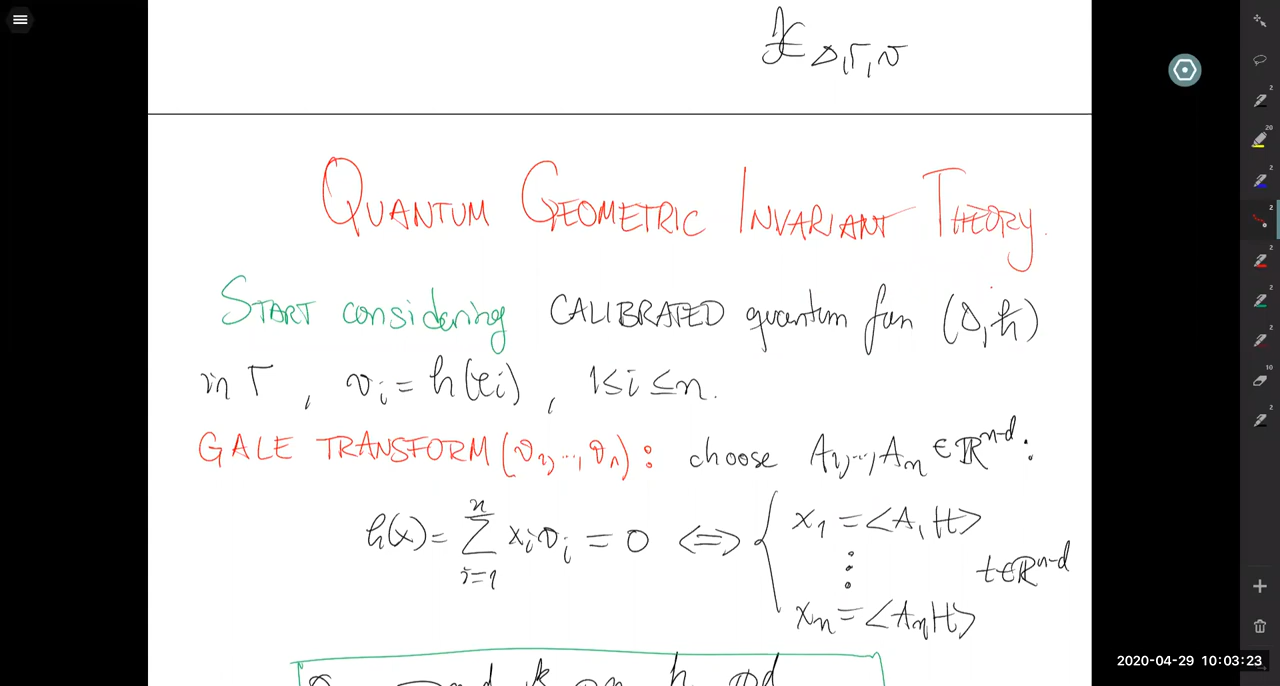 𝒳 Δ,Γ,v
QUANTUM GEOMETRIC INVARIANT THEORY.
START considering CALIBRATED quantum fan (Δ,h)
in Γ, vᵢ = h(eᵢ), 1≤i≤n.
GALE TRANSFORM (v₁,...,vₙ): choose A₁,...,Aₙ ∈ ℝⁿ⁻ᵈ:
h(x) = Σᵢ₌₁ⁿ xᵢvᵢ = 0 ⟺ { x₁ = <A₁|t>
⋮ t∈ℝⁿ⁻ᵈ
xₙ = <Aₙ|t>
2020-04-29 10:03:23